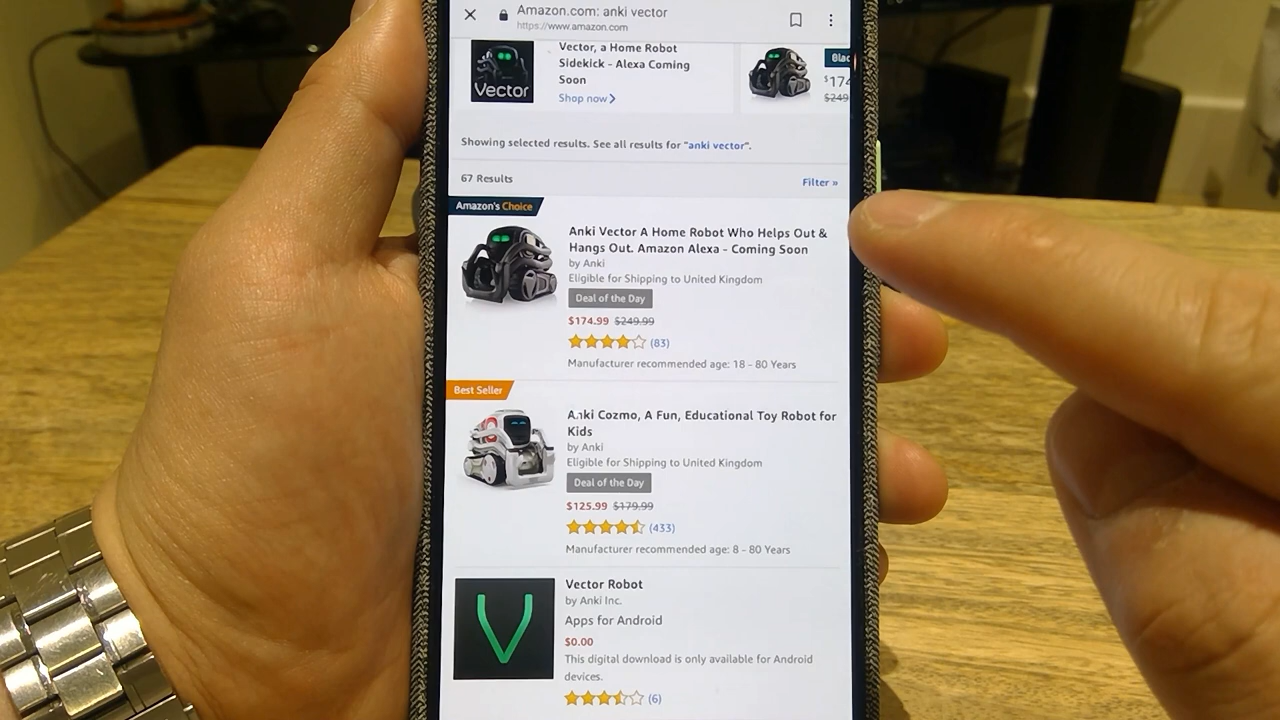 Amazon.com: anki vector
https://www.amazon.com
Vector, a Home Robot
Sidekick - Alexa Coming
Soon
Shop now
Vector
$174
$249
Showing selected results. See all results for "anki vector".
67 Results
Filter »
Amazon's Choice
Anki Vector A Home Robot Who Helps Out &
Hangs Out. Amazon Alexa - Coming Soon
by Anki
Eligible for Shipping to United Kingdom
Deal of the Day
$174.99 $249.99
(83)
Manufacturer recommended age: 18 - 80 Years
Best Seller
Anki Cozmo, A Fun, Educational Toy Robot for
Kids
by Anki
Eligible for Shipping to United Kingdom
Deal of the Day
$125.99 $179.99
(433)
Manufacturer recommended age: 8 - 80 Years
Vector Robot
by Anki Inc.
Apps for Android
$0.00
This digital download is only available for Android
devices.
(6)